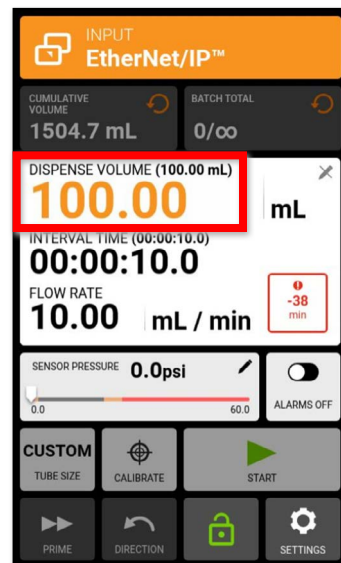 INPUT
EtherNet/IP™
CUMULATIVE VOLUME
1504.7 mL
BATCH TOTAL
0/∞
DISPENSE VOLUME (100.00 mL)
100.00 mL
INTERVAL TIME (00:00:10.0)
00:00:10.0
FLOW RATE
10.00 mL / min
-38
min
SENSOR PRESSURE 0.0psi
0.0 60.0
ALARMS OFF
CUSTOM
TUBE SIZE
CALIBRATE
START
PRIME
DIRECTION
SETTINGS